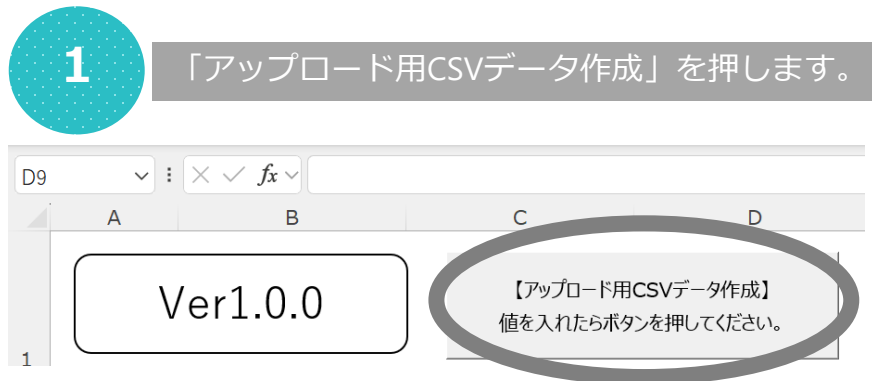 1
「アップロード用CSVデータ作成」を押します。
D9
fx
A B C D
Ver1.0.0
【アップロード用CSVデータ作成】
値を入れたらボタンを押してください。
1